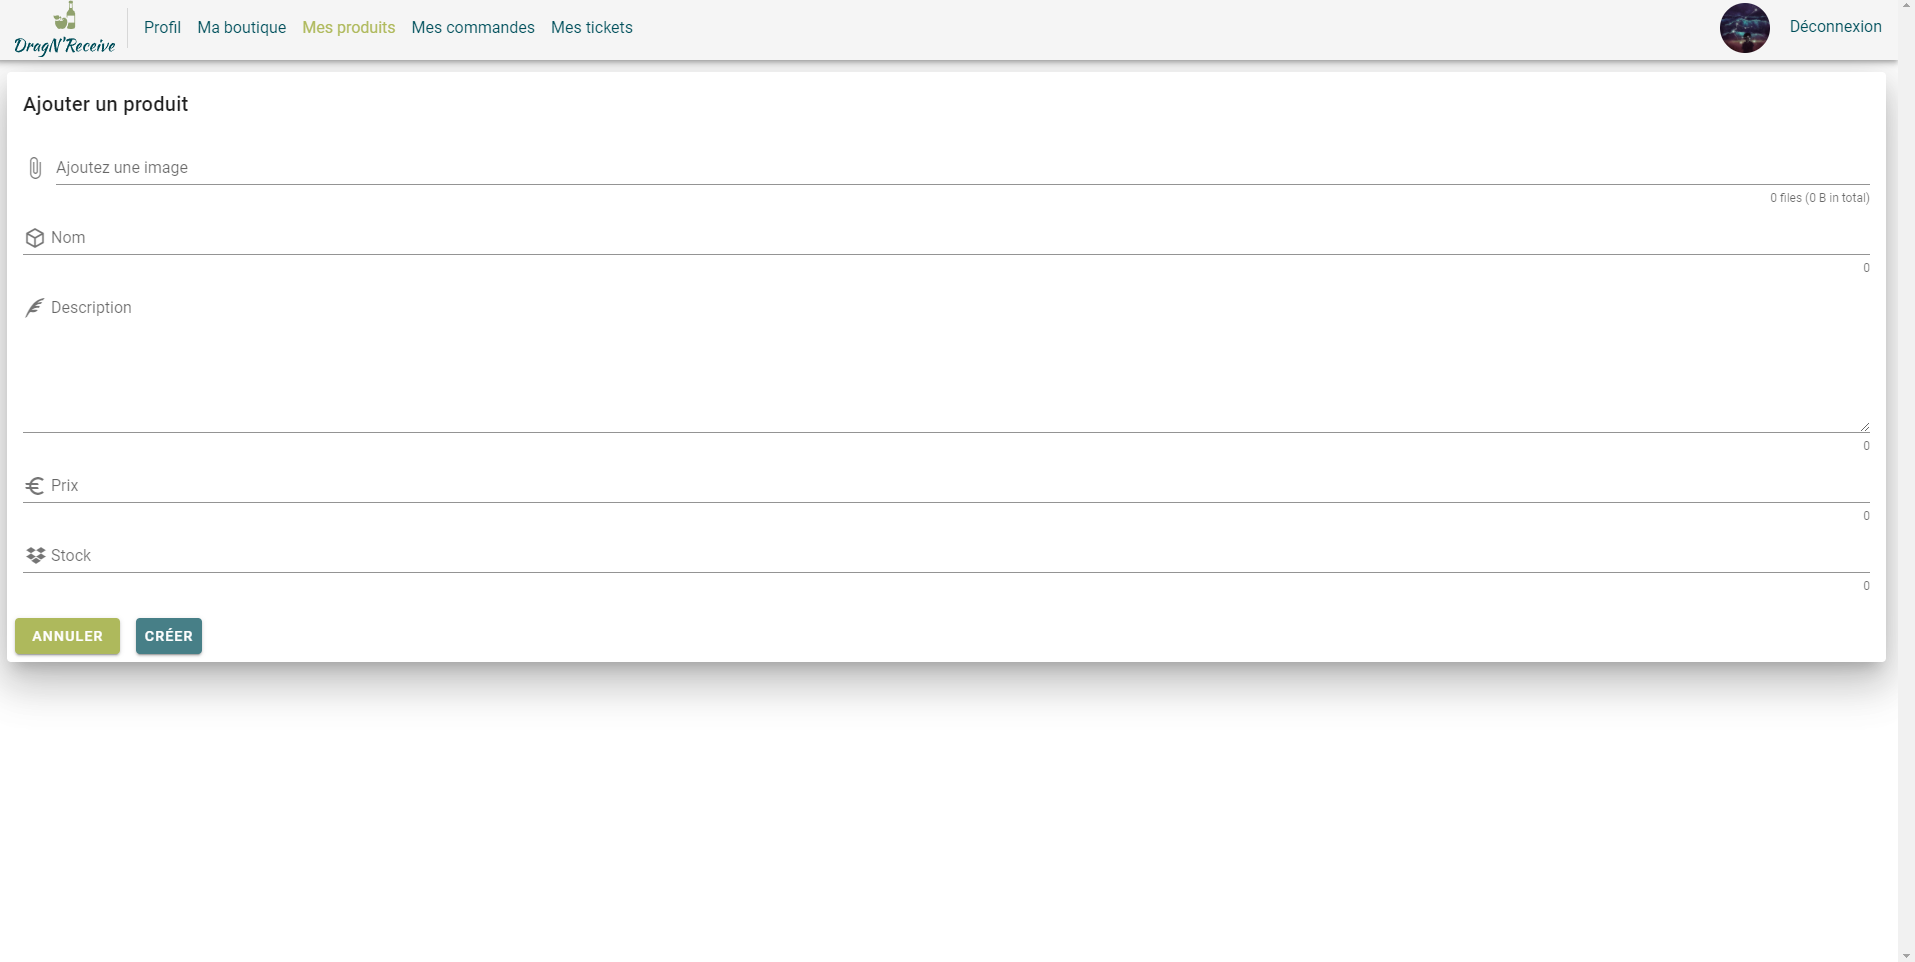 DragN'Receive
Profil Ma boutique Mes produits Mes commandes Mes tickets Déconnexion
Ajouter un produit
Ajoutez une image
0 files (0 B in total)
Nom
0
Description
0
Prix
0
Stock
0
ANNULER CRÉER